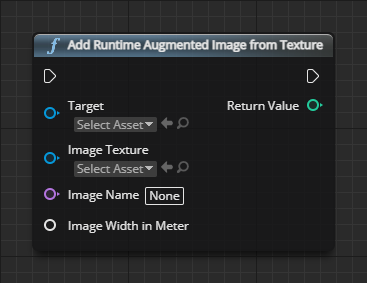 f Add Runtime Augmented Image from Texture
Target Return Value
Select Asset
Image Texture
Select Asset
Image Name None
Image Width in Meter